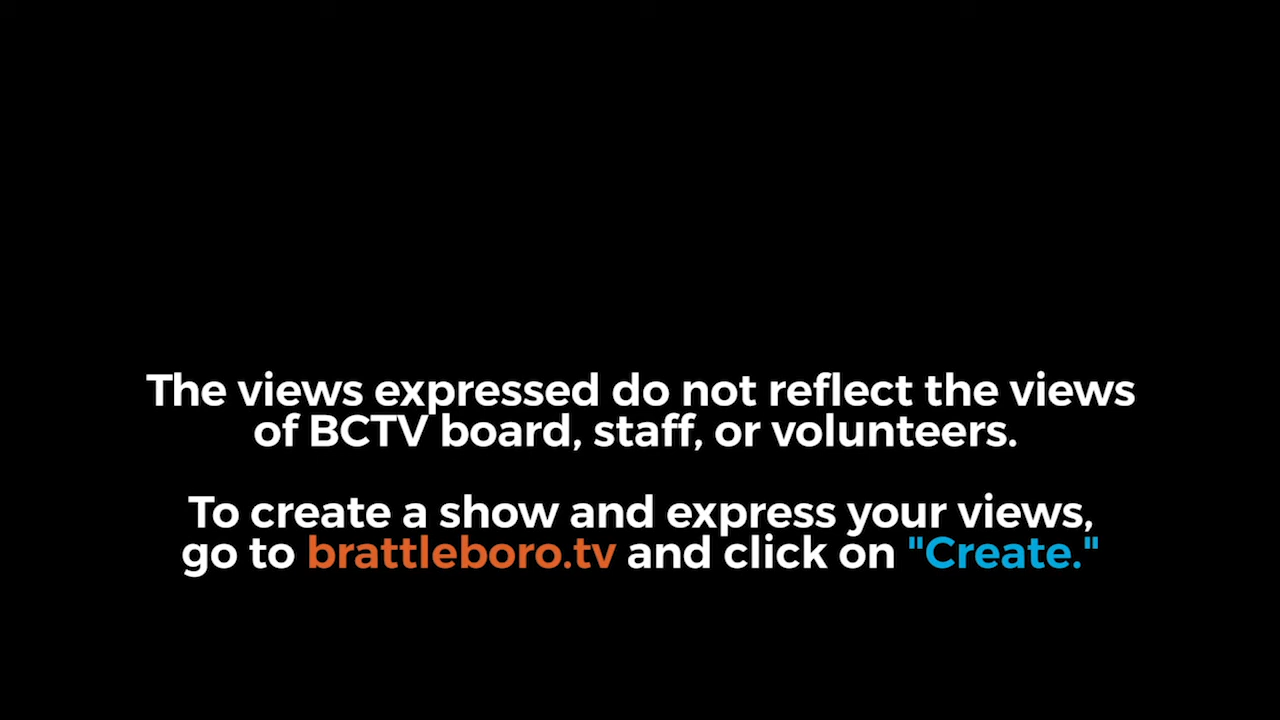 The views expressed do not reflect the views
of BCTV board, staff, or volunteers.
To create a show and express your views,
go to brattleboro.tv and click on "Create."